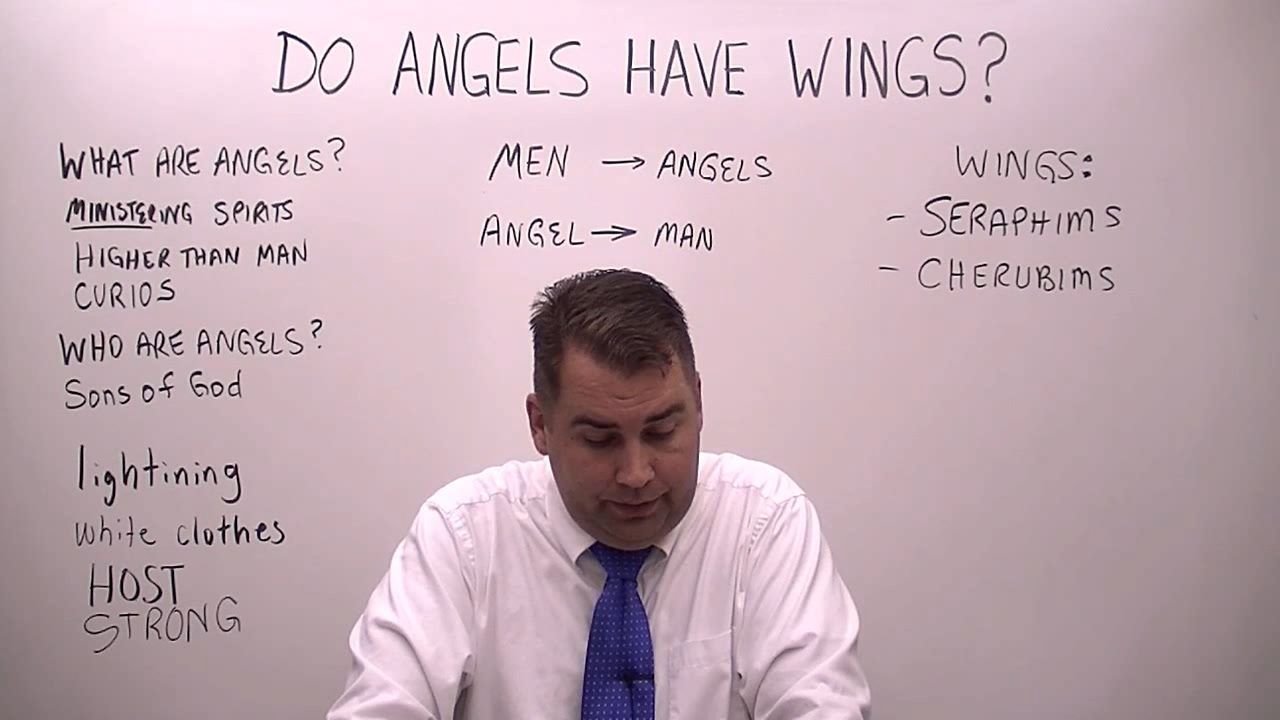 DO ANGELS HAVE WINGS?
WHAT ARE ANGELS?
MINISTERING SPIRITS
HIGHER THAN MAN
CURIOS
WHO ARE ANGELS?
Sons of God
lightining
white clothes
HOST
STRONG
MEN → ANGELS
ANGEL → MAN
WINGS:
- SERAPHIMS
- CHERUBIMS